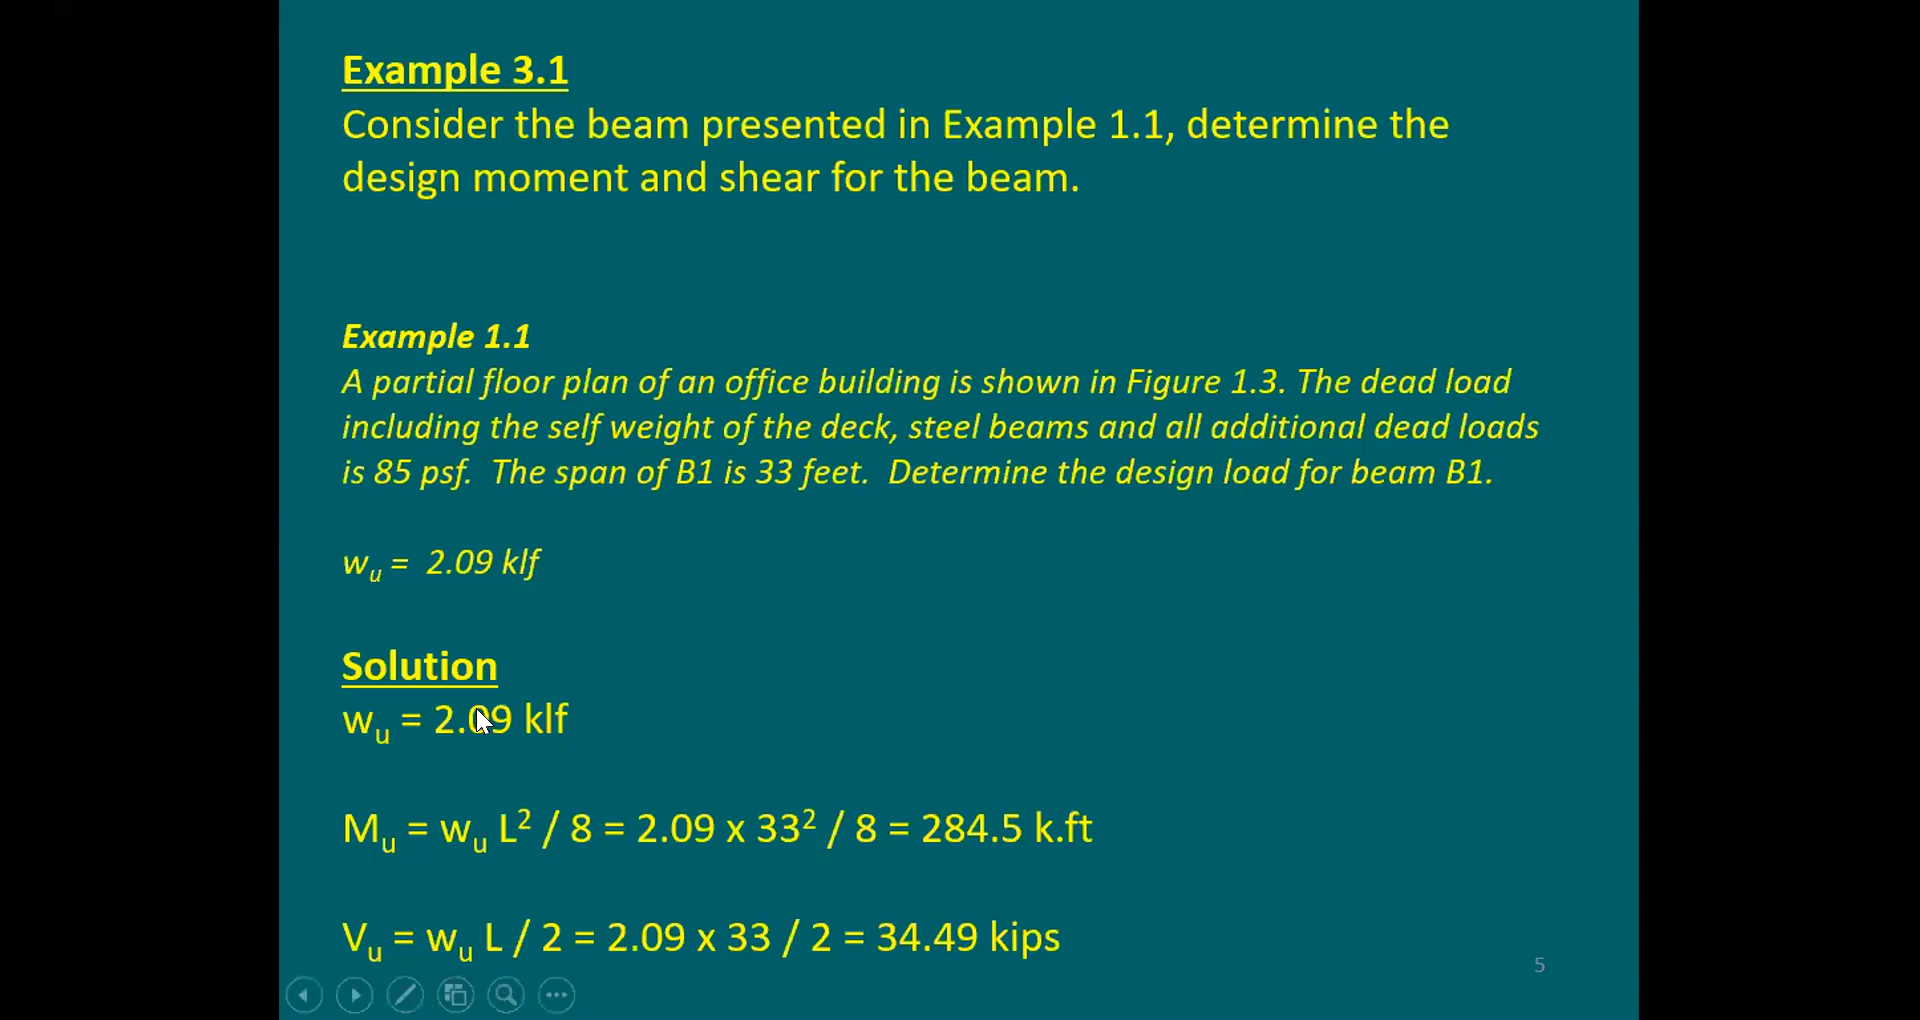 Example 3.1
Consider the beam presented in Example 1.1, determine the
design moment and shear for the beam.
Example 1.1
A partial floor plan of an office building is shown in Figure 1.3. The dead load
including the self weight of the deck, steel beams and all additional dead loads
is 85 psf. The span of B1 is 33 feet. Determine the design load for beam B1.
wᵤ = 2.09 klf
Solution
wᵤ = 2.09 klf
Mᵤ = wᵤ L² / 8 = 2.09 x 33² / 8 = 284.5 k.ft
Vᵤ = wᵤ L / 2 = 2.09 x 33 / 2 = 34.49 kips
5